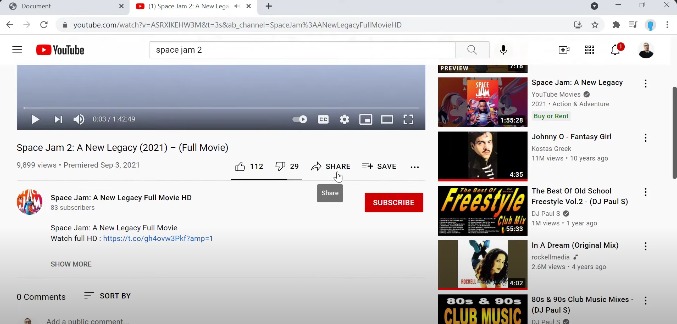 Document
(1) Space Jam 2: A New Leg
youtube.com/watch?v=ASRXIKEHW3M&t=3s&ab_channel=SpaceJam%3AANewLegacyFullMovieHD
YouTube
space jam 2
PREVIEW
7:18
Space Jam: A New Legacy
YouTube Movies
2021 • Action & Adventure
Buy or Rent
1:55:28
0:03 / 1:42:49
CC
Space Jam 2: A New Legacy (2021) – (Full Movie)
9,899 views • Premiered Sep 3, 2021
112
29
SHARE
SAVE
Share
Johnny O - Fantasy Girl
Kostas Greek
11M views • 10 years ago
4:35
Space Jam: A New Legacy Full Movie HD
83 subscribers
SUBSCRIBE
The Best Of
Freestyle
Club Mix
55:33
The Best Of Old School
Freestyle Vol.2 - (DJ Paul S)
DJ Paul S
1M views • 1 year ago
Space Jam: A New Legacy Full Movie
Watch full HD : https://t.co/gh4ovw3Pkf?amp=1
SHOW MORE
4:02
In A Dream (Original Mix)
rockellmedia
2.6M views • 4 years ago
0 Comments
SORT BY
Add a public comment
80s & 90s
CLUB MUSIC
80s & 90s Club Music Mixes -
(DJ Paul S)
DJ Paul S